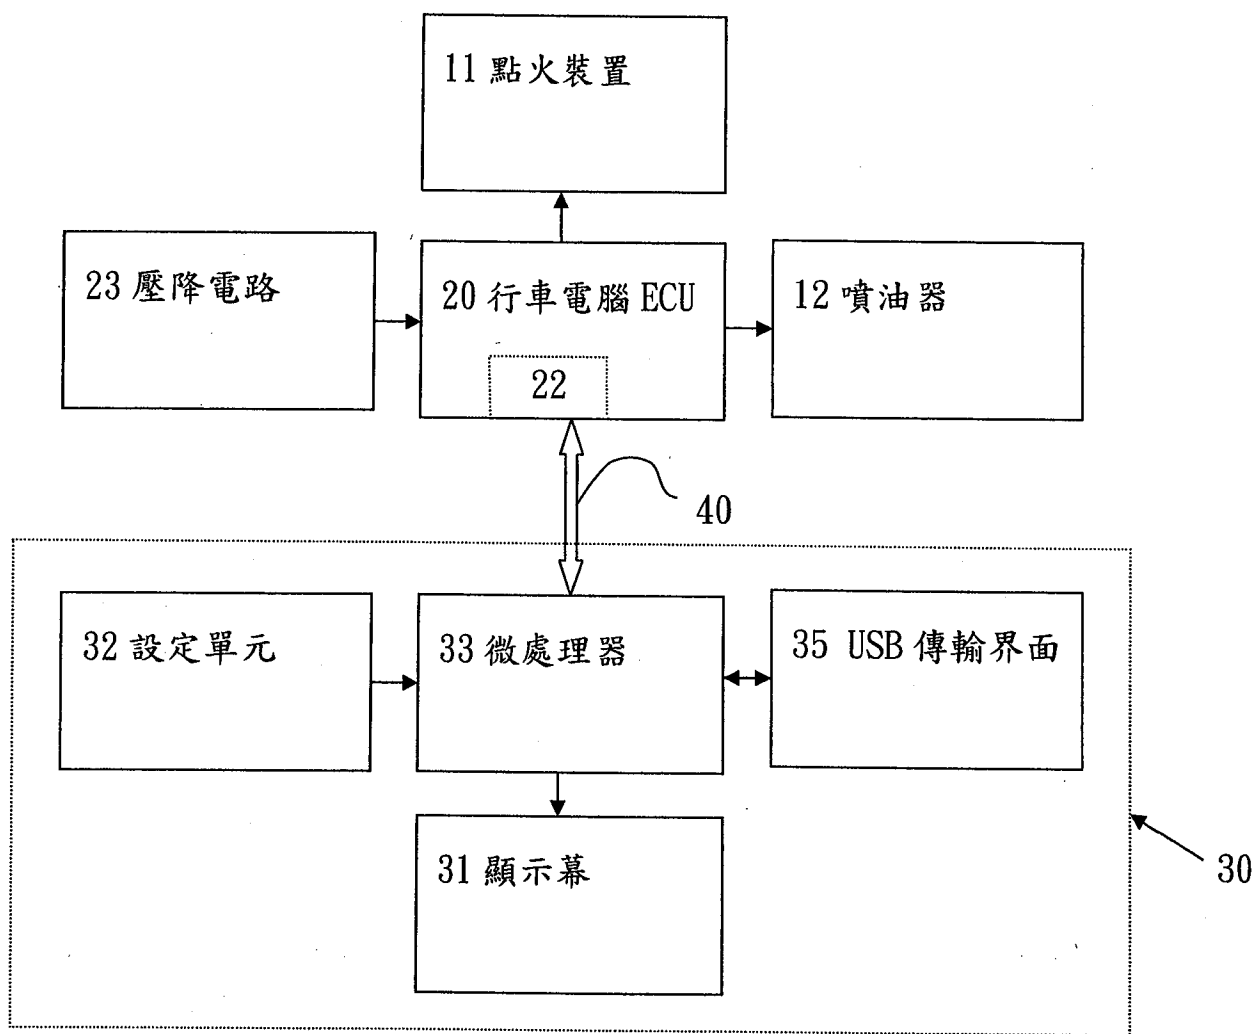 11 點火裝置
23 壓降電路
20 行車電腦 ECU
12 噴油器
22
40
32 設定單元
33 微處理器
35 USB 傳輸界面
31 顯示幕
30